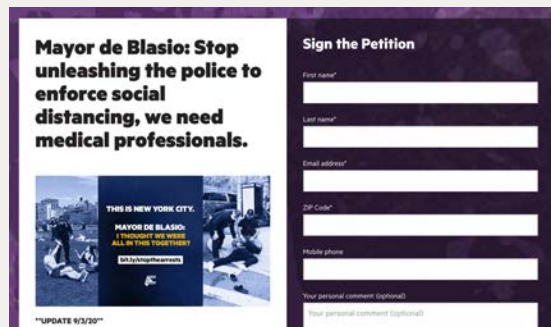 Mayor de Blasio: Stop
unleashing the police to
enforce social
distancing, we need
medical professionals.
THIS IS NEW YORK CITY.
MAYOR DE BLASIO:
I THOUGHT WE WERE
ALL IN THIS TOGETHER?
bit.ly/stopthearrests
**UPDATE 9/3/20**
Sign the Petition
First name*
Last name*
Email address*
ZIP Code*
Mobile phone
Your personal comment (optional)
Your personal comment (optional)